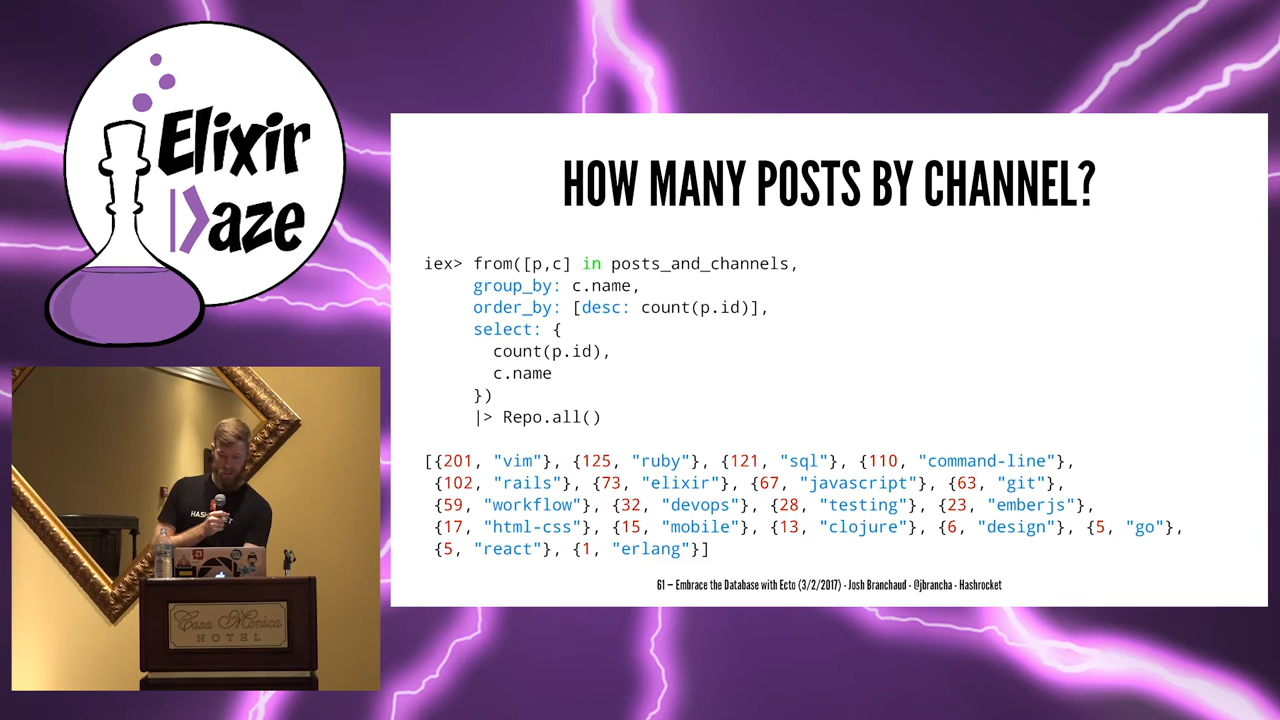 Elixir
Daze
HOW MANY POSTS BY CHANNEL?
iex> from([p,c] in posts_and_channels,
group_by: c.name,
order_by: [desc: count(p.id)],
select: {
count(p.id),
c.name
})
|> Repo.all()
[{201, "vim"}, {125, "ruby"}, {121, "sql"}, {110, "command-line"},
{102, "rails"}, {73, "elixir"}, {67, "javascript"}, {63, "git"},
{59, "workflow"}, {32, "devops"}, {28, "testing"}, {23, "emberjs"},
{17, "html-css"}, {15, "mobile"}, {13, "clojure"}, {6, "design"}, {5, "go"},
{5, "react"}, {1, "erlang"}]
61 — Embrace the Database with Ecto (3/2/2017) - Josh Branchaud - @jbrancha - Hashrocket
Casa Monica
HOTEL